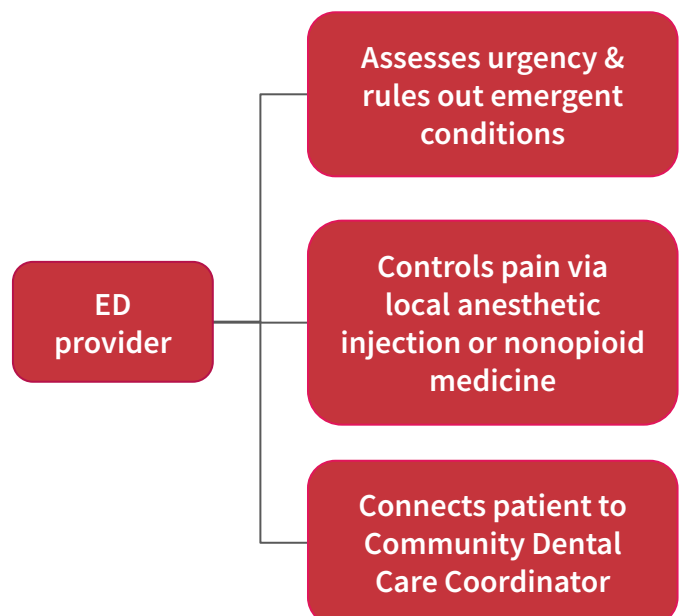 Assesses urgency &
rules out emergent
conditions
ED
provider
Controls pain via
local anesthetic
injection or nonopioid
medicine
Connects patient to
Community Dental
Care Coordinator